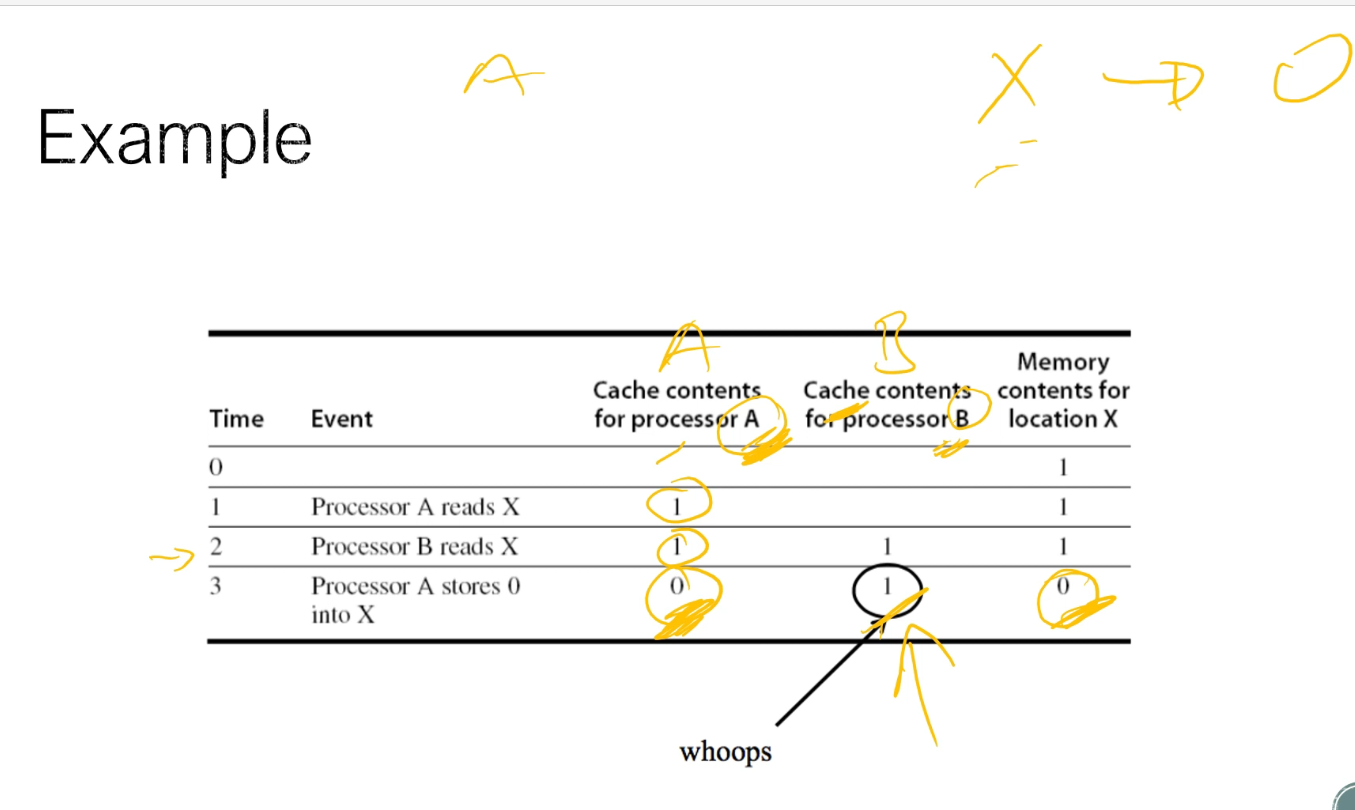 A
X → 0
Example
A B
Memory
Cache contents Cache contents contents for
Time Event for processor A for processor B location X
0 1
1 Processor A reads X 1 1
2 Processor B reads X 1 1 1
3 Processor A stores 0 0 1 0
into X
whoops